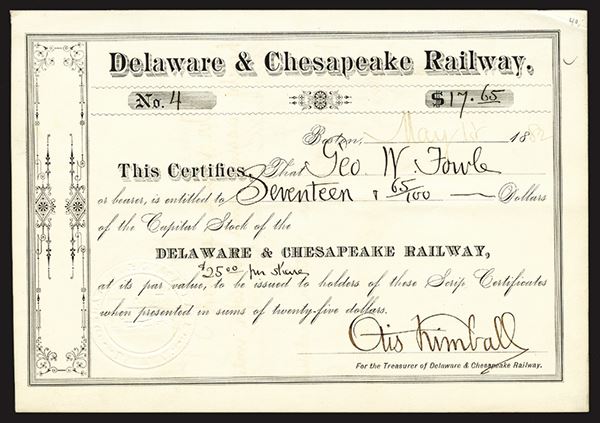 Delaware & Chesapeake Railway.
No. 4 $17.65
Boston, May 12 1882
This Certifies, That Geo. W. Fowle
or bearer, is entitled to Seventeen & 65/100 Dollars
of the Capital Stock of the
DELAWARE & CHESAPEAKE RAILWAY,
$25.00 per share
at its par value, to be issued to holders of these Scrip Certificates
when presented in sums of twenty-five dollars.
Otis Kimball
For the Treasurer of Delaware & Chesapeake Railway.